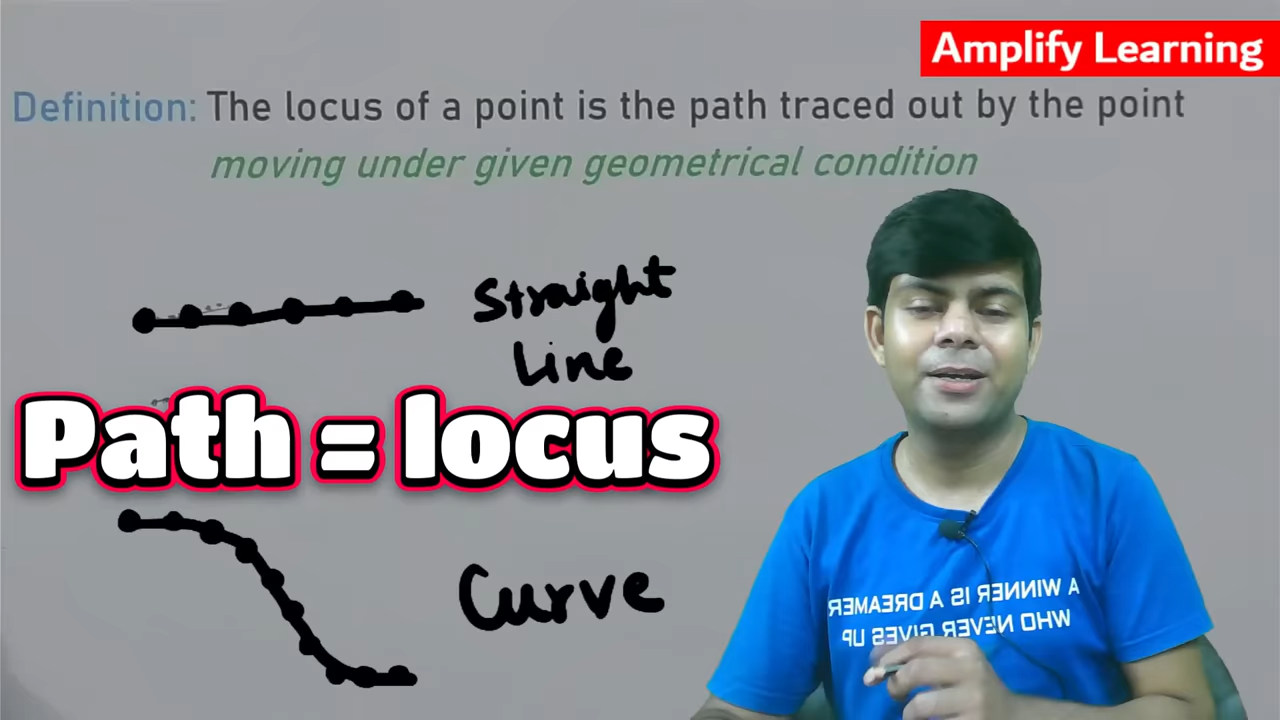 Amplify Learning
Definition: The locus of a point is the path traced out by the point
moving under given geometrical condition
Straight
Line
Path = locus
Curve
A WINNER IS A DREAMER
WHO NEVER GIVES UP